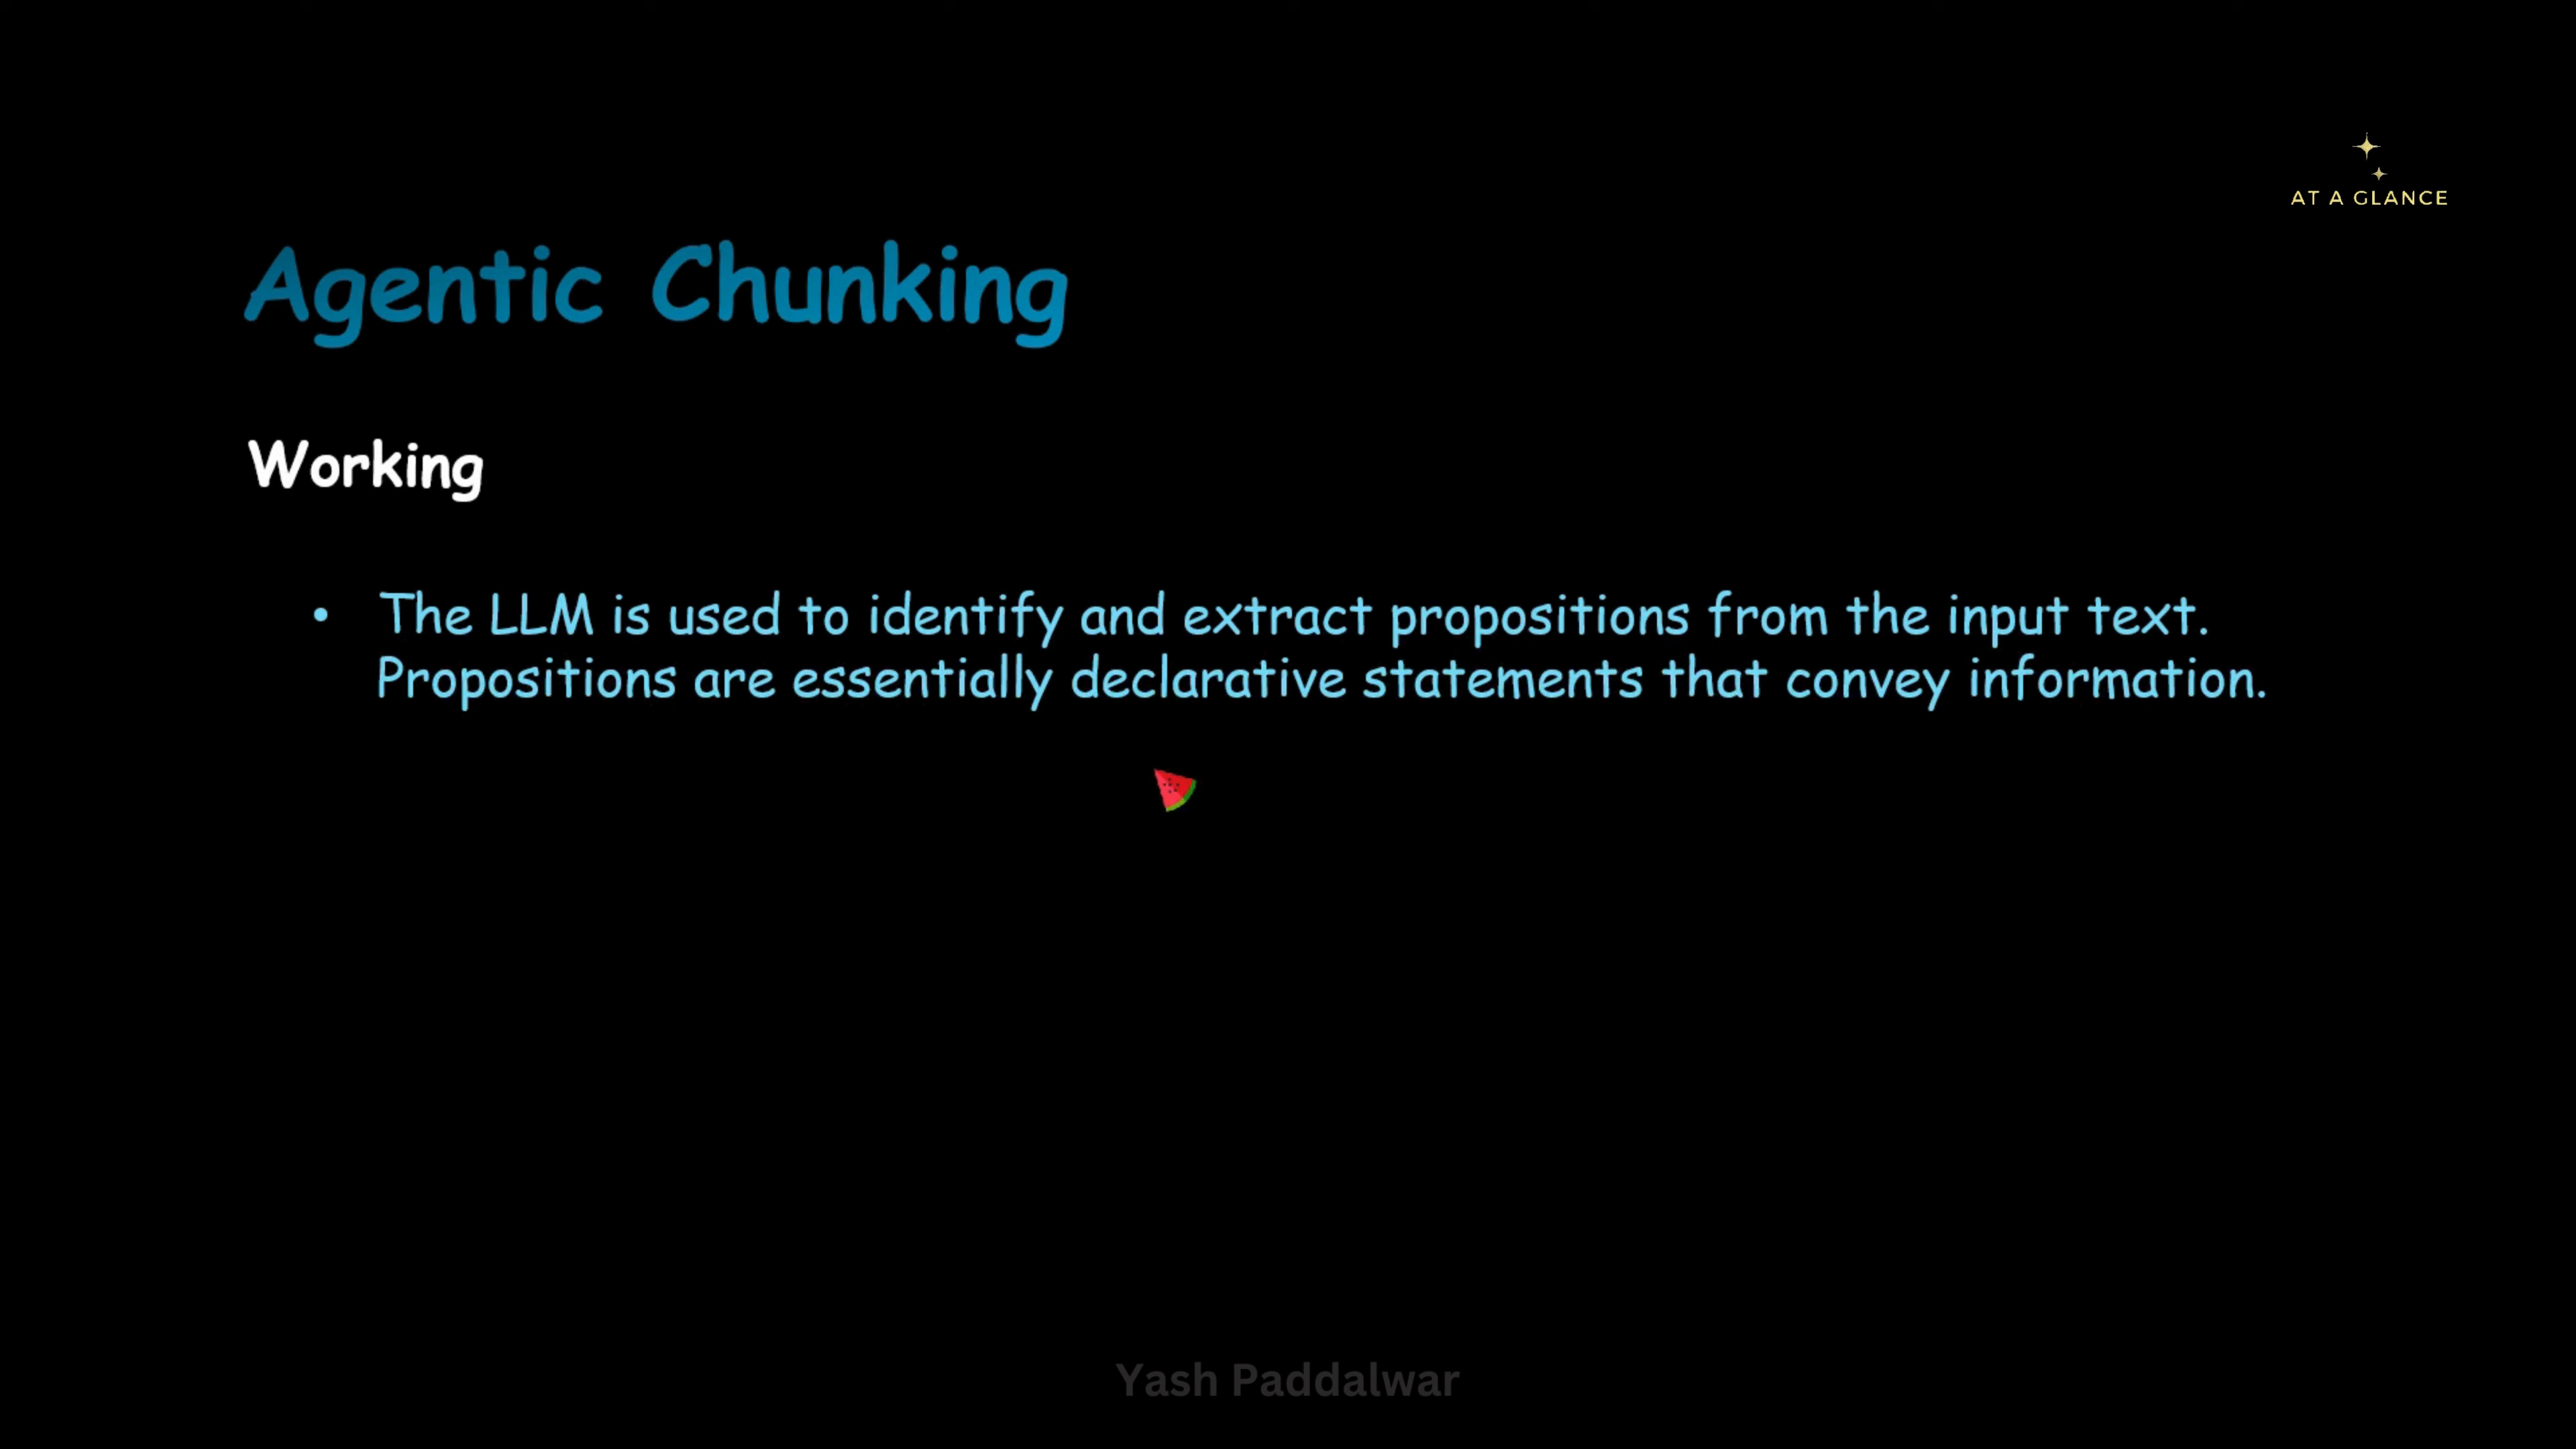 AT A GLANCE
Agentic Chunking
Working
• The LLM is used to identify and extract propositions from the input text.
Propositions are essentially declarative statements that convey information.
Yash Paddalwar